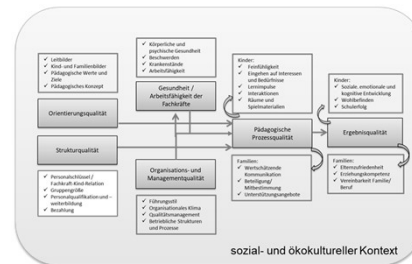 ✓ Leitbilder
✓ Kind- und Familienbilder
✓ Pädagogische Werte und Ziele
✓ Pädagogisches Konzept
Orientierungsqualität
Strukturqualität
✓ Personalschlüssel / Fachkraft-Kind-Relation
✓ Gruppengröße
✓ Personalqualifikation und –weiterbildung
✓ Bezahlung
✓ Körperliche und psychische Gesundheit
✓ Beschwerden
✓ Krankenstände
✓ Arbeitsfähigkeit
Gesundheit / Arbeitsfähigkeit der Fachkräfte
Organisations- und Managementqualität
✓ Führungsstil
✓ Organisationales Klima
✓ Qualitätsmanagement
✓ Betriebliche Strukturen und Prozesse
Kinder:
✓ Feinfühligkeit
✓ Eingehen auf Interessen und Bedürfnisse
✓ Lernimpulse
✓ Interaktionen
✓ Räume und Spielmaterialien
Pädagogische Prozessqualität
Familien:
✓ Wertschätzende Kommunikation
✓ Beteiligung/ Mitbestimmung
✓ Unterstützungsangebote
Kinder:
✓ Soziale, emotionale und kognitive Entwicklung
✓ Wohlbefinden
✓ Schulerfolg
Ergebnisqualität
Familien:
✓ Elternzufriedenheit
✓ Erziehungskompetenz
✓ Vereinbarkeit Familie/ Beruf
sozial- und ökokultureller Kontext